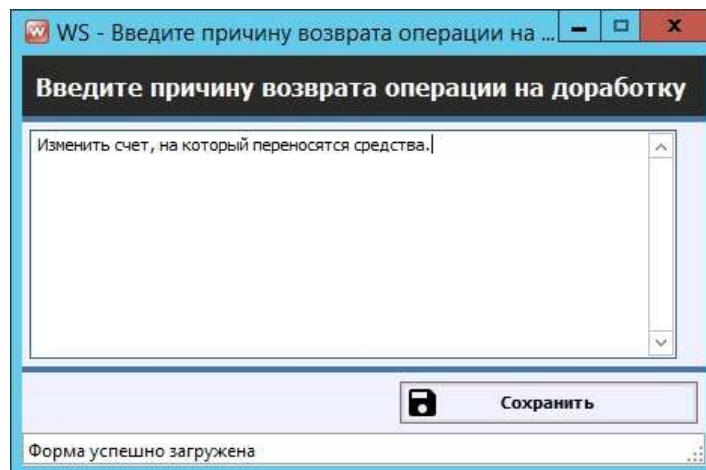 WS - Введите причину возврата операции на ...
Введите причину возврата операции на доработку
Изменить счет, на который переносятся средства.
Сохранить
Форма успешно загружена